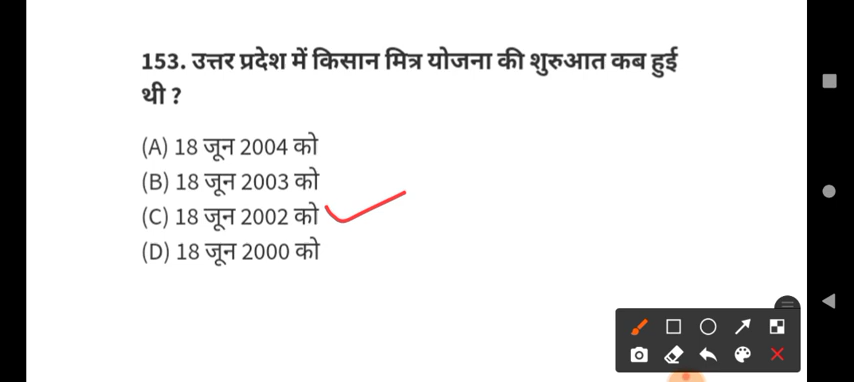 153. उत्तर प्रदेश में किसान मित्र योजना की शुरुआत कब हुई
थी ?
(A) 18 जून 2004 को
(B) 18 जून 2003 को
(C) 18 जून 2002 को
(D) 18 जून 2000 को